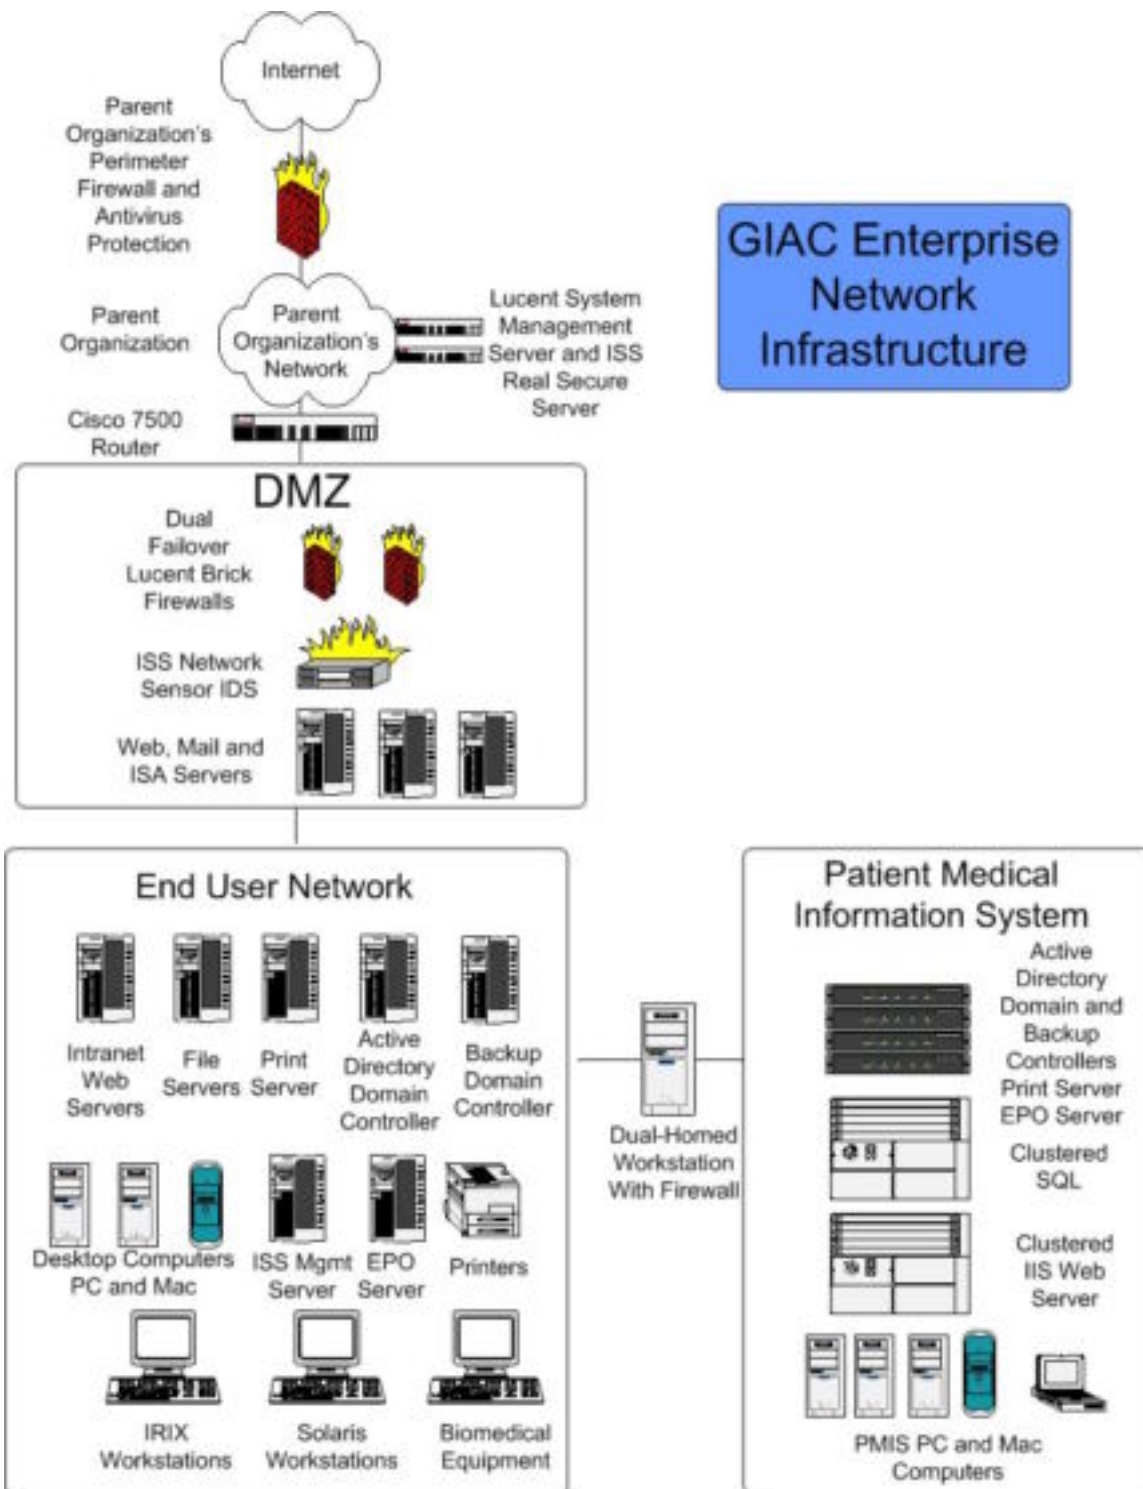 Internet
Parent
Organization's
Perimeter
Firewall and
Antivirus
Protection
GIAC Enterprise
Network
Infrastructure
Parent
Organization
Parent
Organization's
Network
Lucent System
Management
Server and ISS
Real Secure
Server
Cisco 7500
Router
DMZ
Dual
Failover
Lucent Brick
Firewalls
ISS Network
Sensor IDS
Web, Mail and
ISA Servers
End User Network
Intranet
Web
Servers
File
Servers
Print
Server
Active
Directory
Domain
Controller
Backup
Domain
Controller
Desktop Computers
PC and Mac
ISS Mgmt
Server
EPO
Server
Printers
IRIX
Workstations
Solaris
Workstations
Biomedical
Equipment
Dual-Homed
Workstation
With Firewall
Patient Medical
Information System
Active
Directory
Domain and
Backup
Controllers
Print Server
EPO Server
Clustered
SQL
Clustered
IIS Web
Server
PMIS PC and Mac
Computers